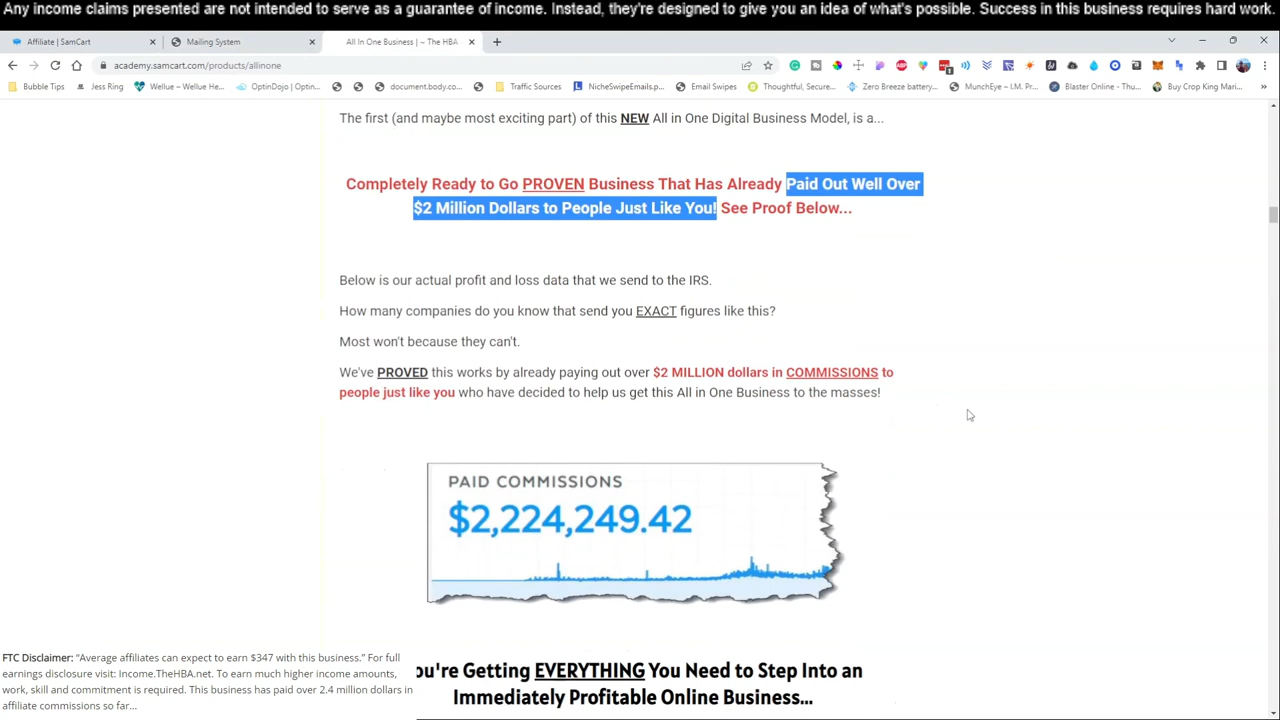 Any income claims presented are not intended to serve as a guarantee of income. Instead, they're designed to give you an idea of what's possible. Success in this business requires hard work.
Affiliate | SamCart
Mailing System
All In One Business | ~ The HBA
academy.samcart.com/products/allinone
Bubble Tips
Jess Ring
Wellue – Wellue He...
OptinDojo | Optin...
document.body.co...
Traffic Sources
NicheSwipeEmails.p...
Email Swipes
Thoughtful, Secure...
Zero Breeze battery...
MunchEye – I.M. Pr...
Blaster Online - Thu...
Buy Crop King Mari...
The first (and maybe most exciting part) of this NEW All in One Digital Business Model, is a...
Completely Ready to Go PROVEN Business That Has Already Paid Out Well Over
$2 Million Dollars to People Just Like You! See Proof Below...
Below is our actual profit and loss data that we send to the IRS.
How many companies do you know that send you EXACT figures like this?
Most won't because they can't.
We've PROVED this works by already paying out over $2 MILLION dollars in COMMISSIONS to
people just like you who have decided to help us get this All in One Business to the masses!
PAID COMMISSIONS
$2,224,249.42
ou're Getting EVERYTHING You Need to Step Into an
Immediately Profitable Online Business...
FTC Disclaimer: “Average affiliates can expect to earn $347 with this business.” For full
earnings disclosure visit: Income.TheHBA.net. To earn much higher income amounts,
work, skill and commitment is required. This business has paid over 2.4 million dollars in
affiliate commissions so far...